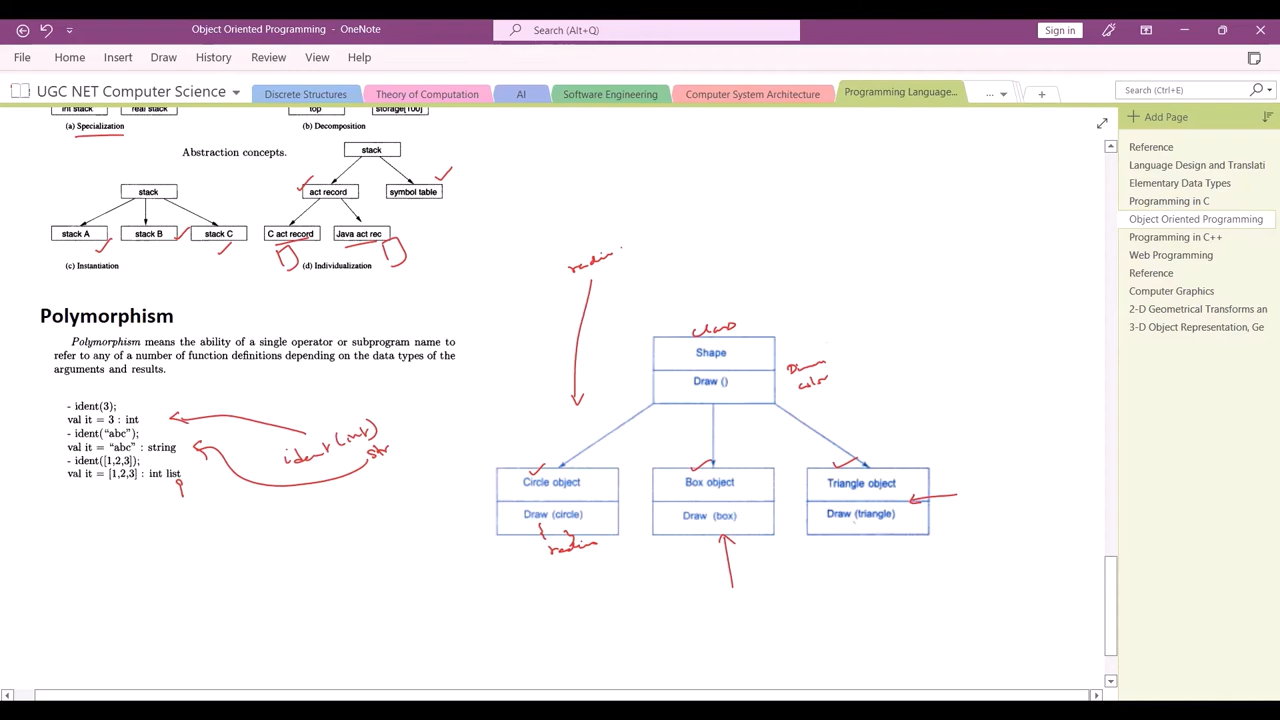 Object Oriented Programming - OneNote
Search (Alt+Q)
Sign in
File Home Insert Draw History Review View Help
UGC NET Computer Science
Discrete Structures Theory of Computation AI Software Engineering Computer System Architecture Programming Language... ...
Search (Ctrl+E)
Add Page
Reference
Language Design and Translati
Elementary Data Types
Programming in C
Object Oriented Programming
Programming in C++
Web Programming
Reference
Computer Graphics
2-D Geometrical Transforms an
3-D Object Representation, Ge
int stack real stack top storage[100]
(a) Specialization (b) Decomposition
Abstraction concepts.
stack
act record symbol table
C act record Java act rec
stack
stack A stack B stack C
(c) Instantiation (d) Individualization
Polymorphism
Polymorphism means the ability of a single operator or subprogram name to
refer to any of a number of function definitions depending on the data types of the
arguments and results.
- ident(3);
val it = 3 : int
- ident("abc");
val it = "abc" : string
- ident([1,2,3]);
val it = [1,2,3] : int list
ident(int)
str
class
Shape
Draw ()
color
Circle object
Draw (circle)
radius
Box object
Draw (box)
Triangle object
Draw (triangle)